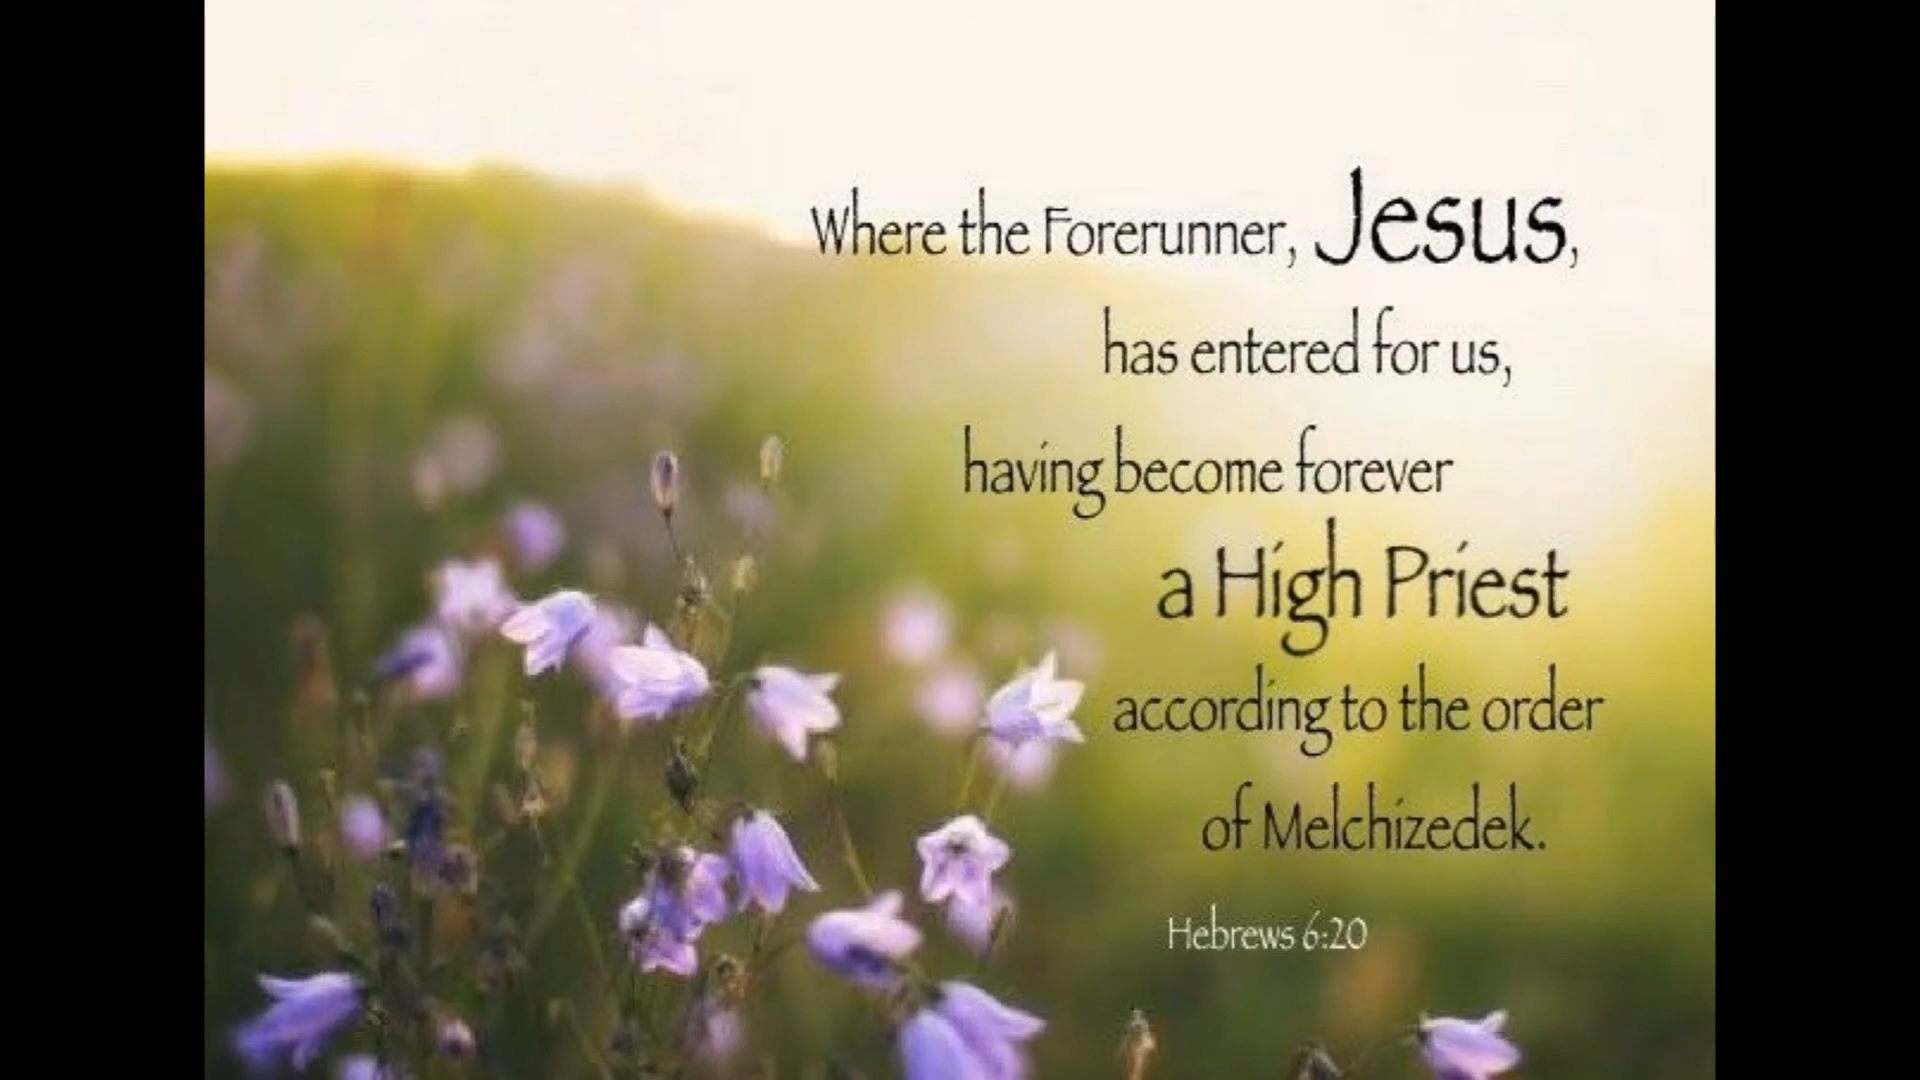 Where the Forerunner, Jesus,
has entered for us,
having become forever
a High Priest
according to the order
of Melchizedek.
Hebrews 6:20